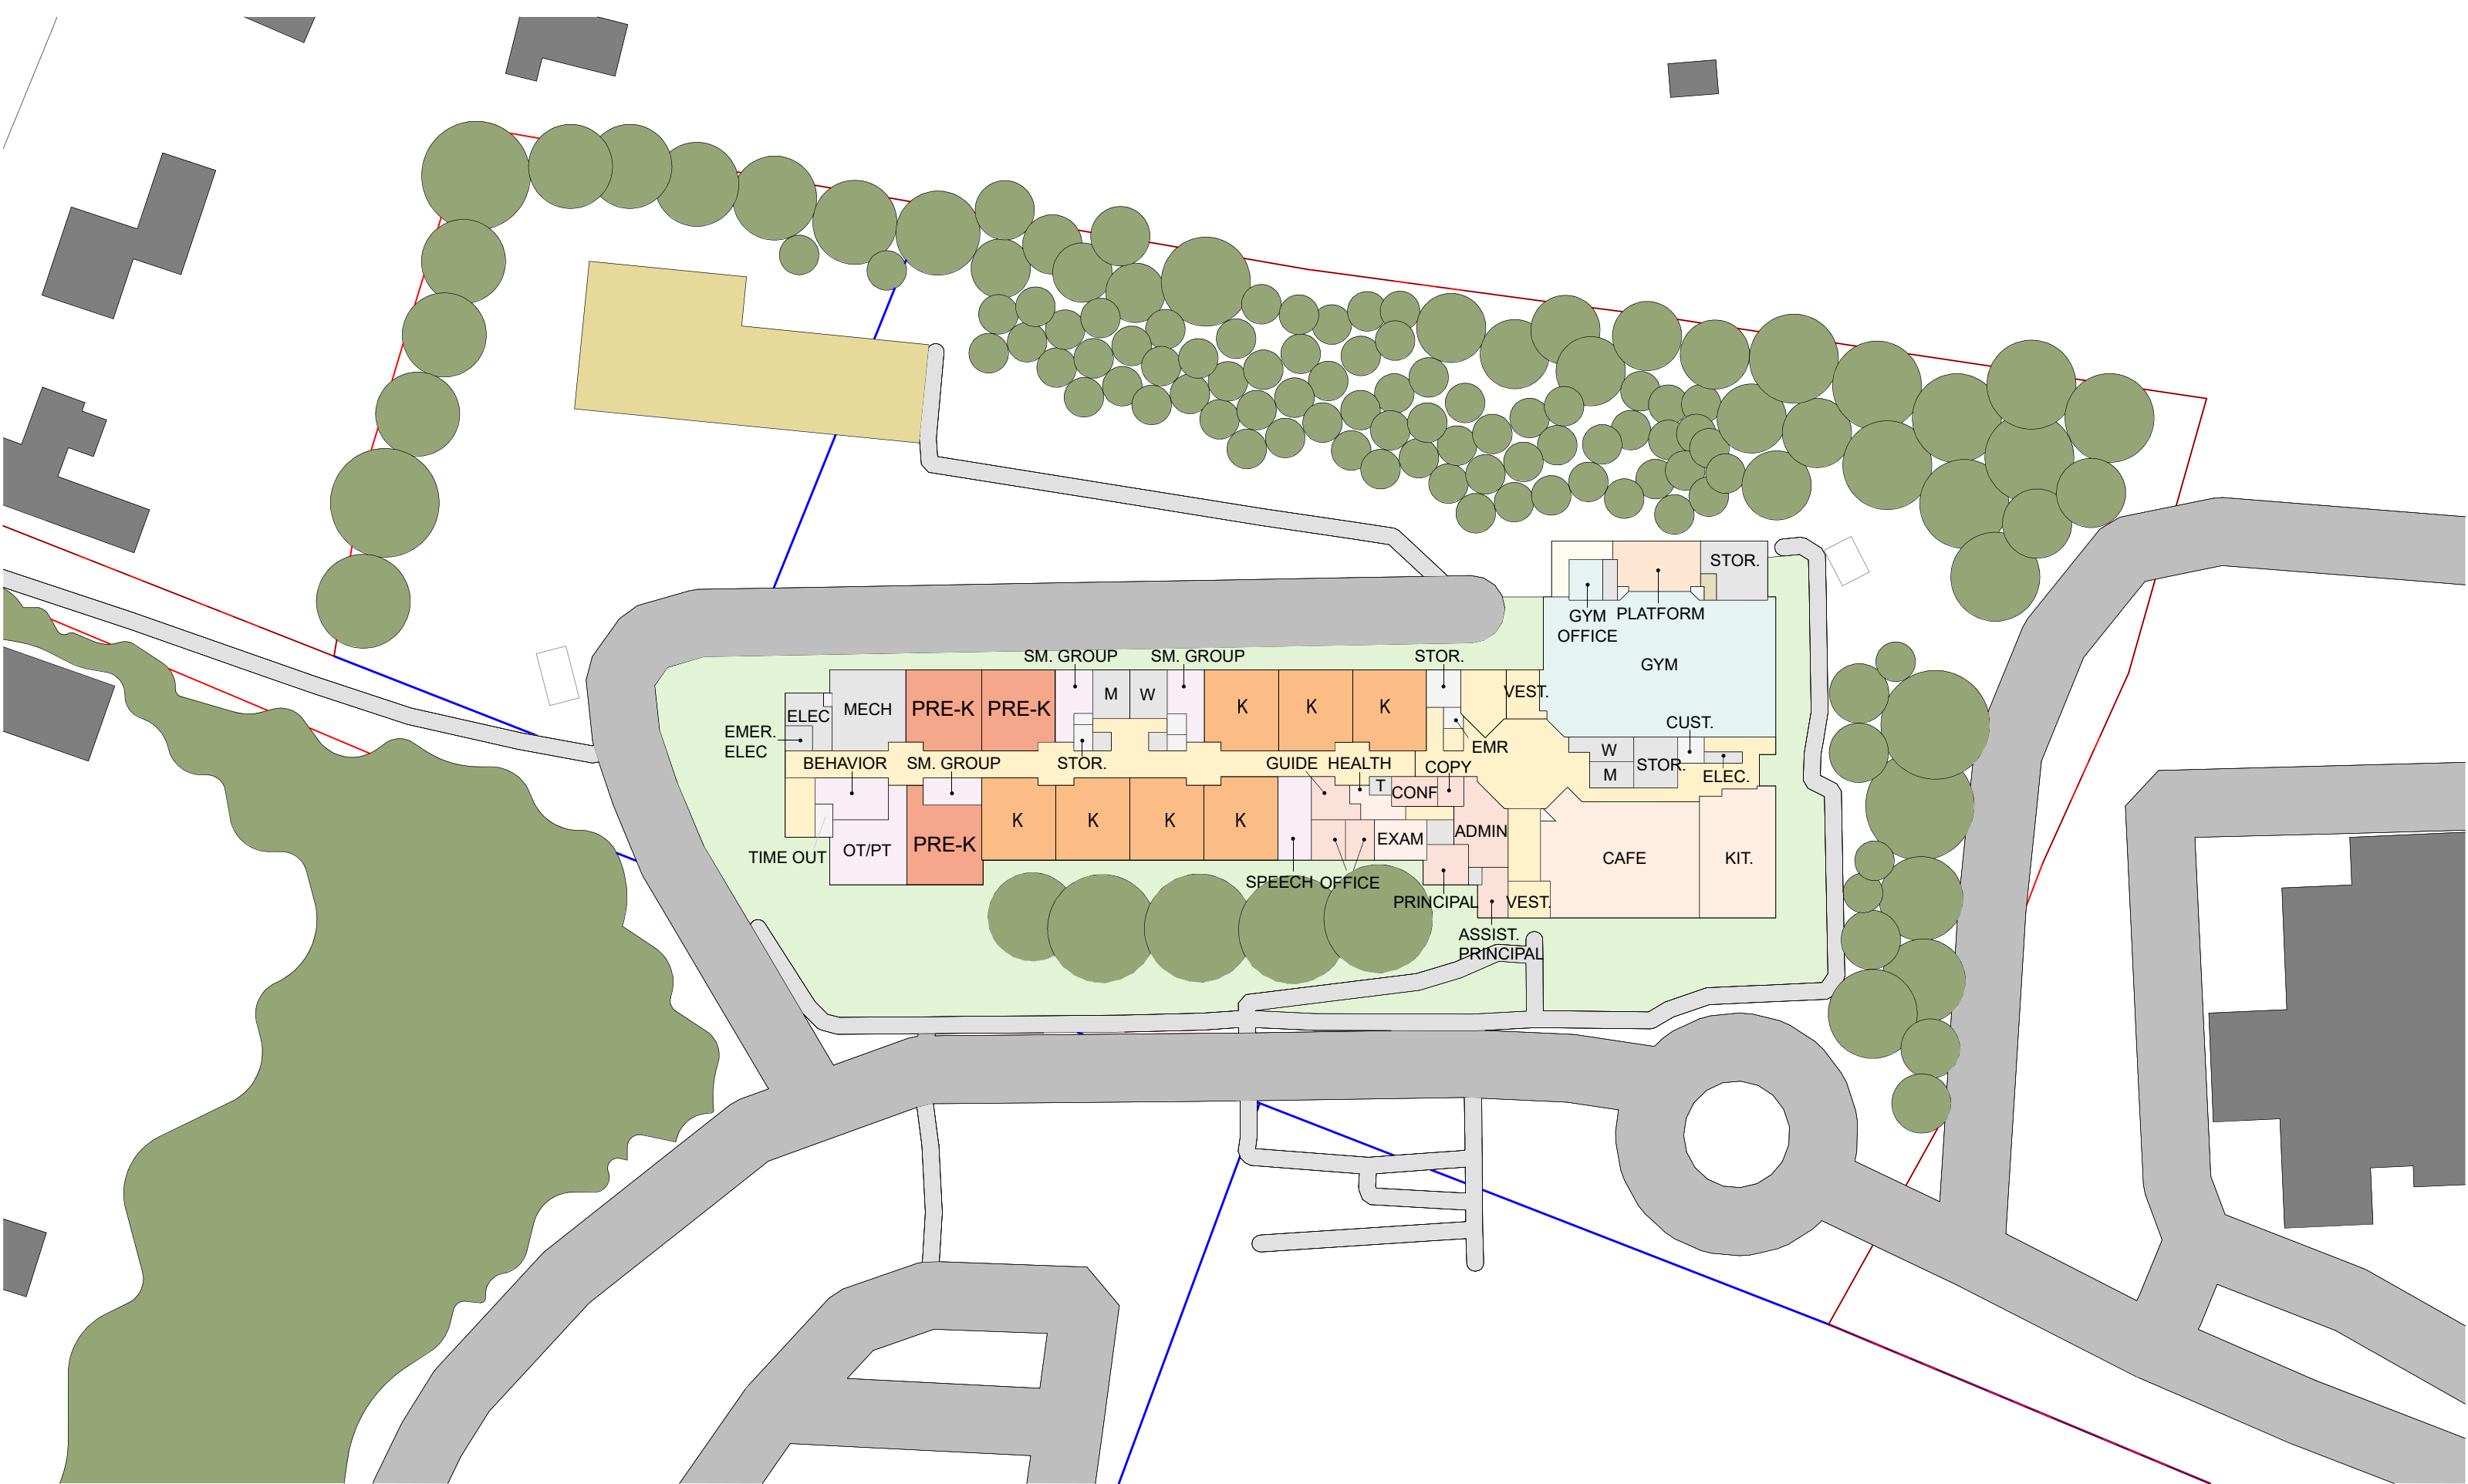 STOR.
GYM
OFFICE
PLATFORM
GYM
SM. GROUP
SM. GROUP
STOR.
ELEC
MECH
PRE-K
PRE-K
M
W
K
K
K
VEST.
EMER.
ELEC
EMR
CUST.
W
M
STOR.
ELEC.
BEHAVIOR
SM. GROUP
STOR.
GUIDE
HEALTH
COPY
T
CONF
TIME OUT
OT/PT
PRE-K
K
K
K
K
EXAM
ADMIN
CAFE
KIT.
SPEECH
OFFICE
PRINCIPAL
VEST.
ASSIST.
PRINCIPAL